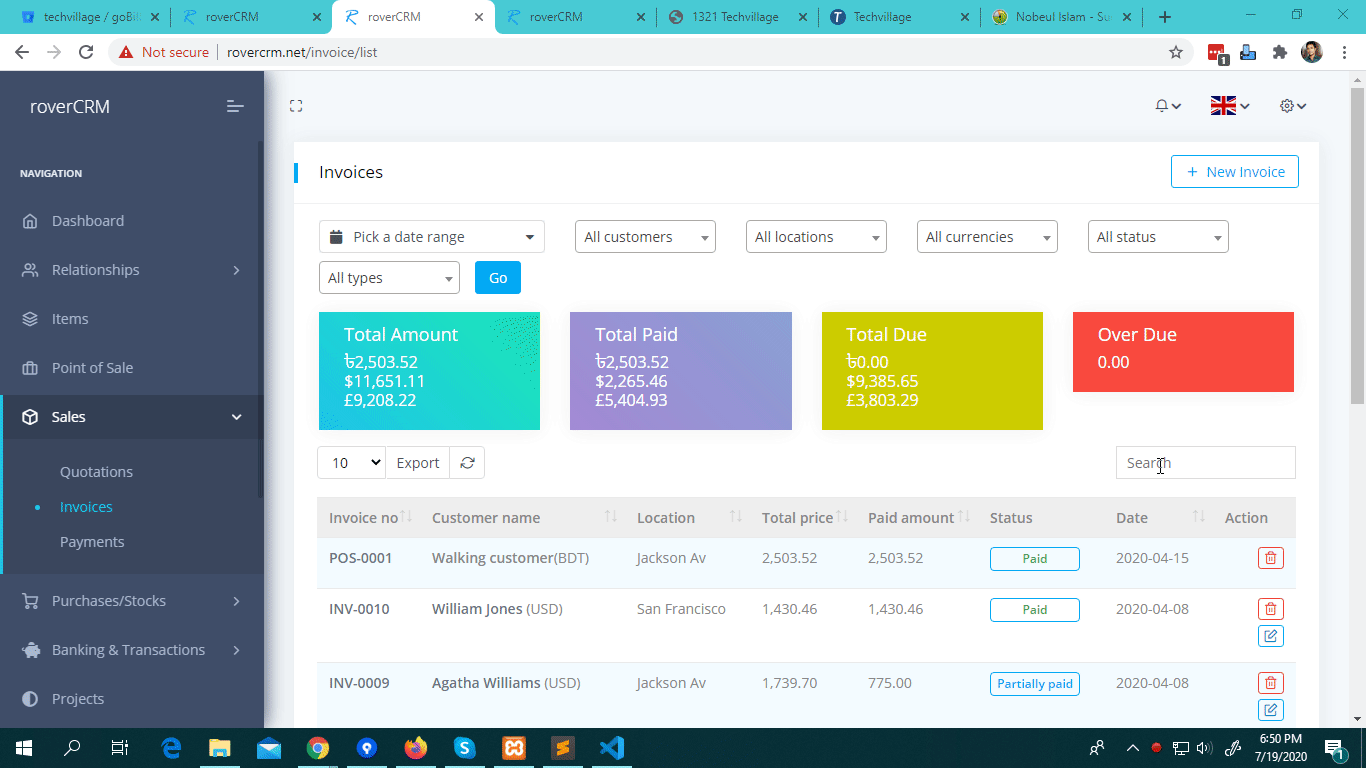 techvillage / goBill
roverCRM
roverCRM
roverCRM
1321 Techvillage
Techvillage
Nobeul Islam - Su
Not secure
rovercrm.net/invoice/list
1
roverCRM
NAVIGATION
Dashboard
Relationships
Items
Point of Sale
Sales
Quotations
Invoices
Payments
Purchases/Stocks
Banking & Transactions
Projects
Invoices
+ New Invoice
Pick a date range
All customers
All locations
All currencies
All status
All types
Go
Total Amount
৳2,503.52
$11,651.11
£9,208.22
Total Paid
৳2,503.52
$2,265.46
£5,404.93
Total Due
৳0.00
$9,385.65
£3,803.29
Over Due
0.00
10
Export
Search
Invoice no Customer name Location Total price Paid amount Status Date Action
POS-0001 Walking customer(BDT) Jackson Av 2,503.52 2,503.52 Paid 2020-04-15
INV-0010 William Jones (USD) San Francisco 1,430.46 1,430.46 Paid 2020-04-08
INV-0009 Agatha Williams (USD) Jackson Av 1,739.70 775.00 Partially paid 2020-04-08
6:50 PM
7/19/2020
1